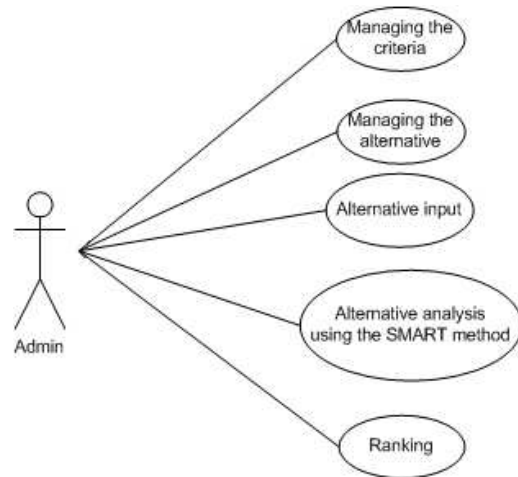 Managing the
criteria
Managing the
alternative
Alternative input
Alternative analysis
using the SMART method
Ranking
Admin